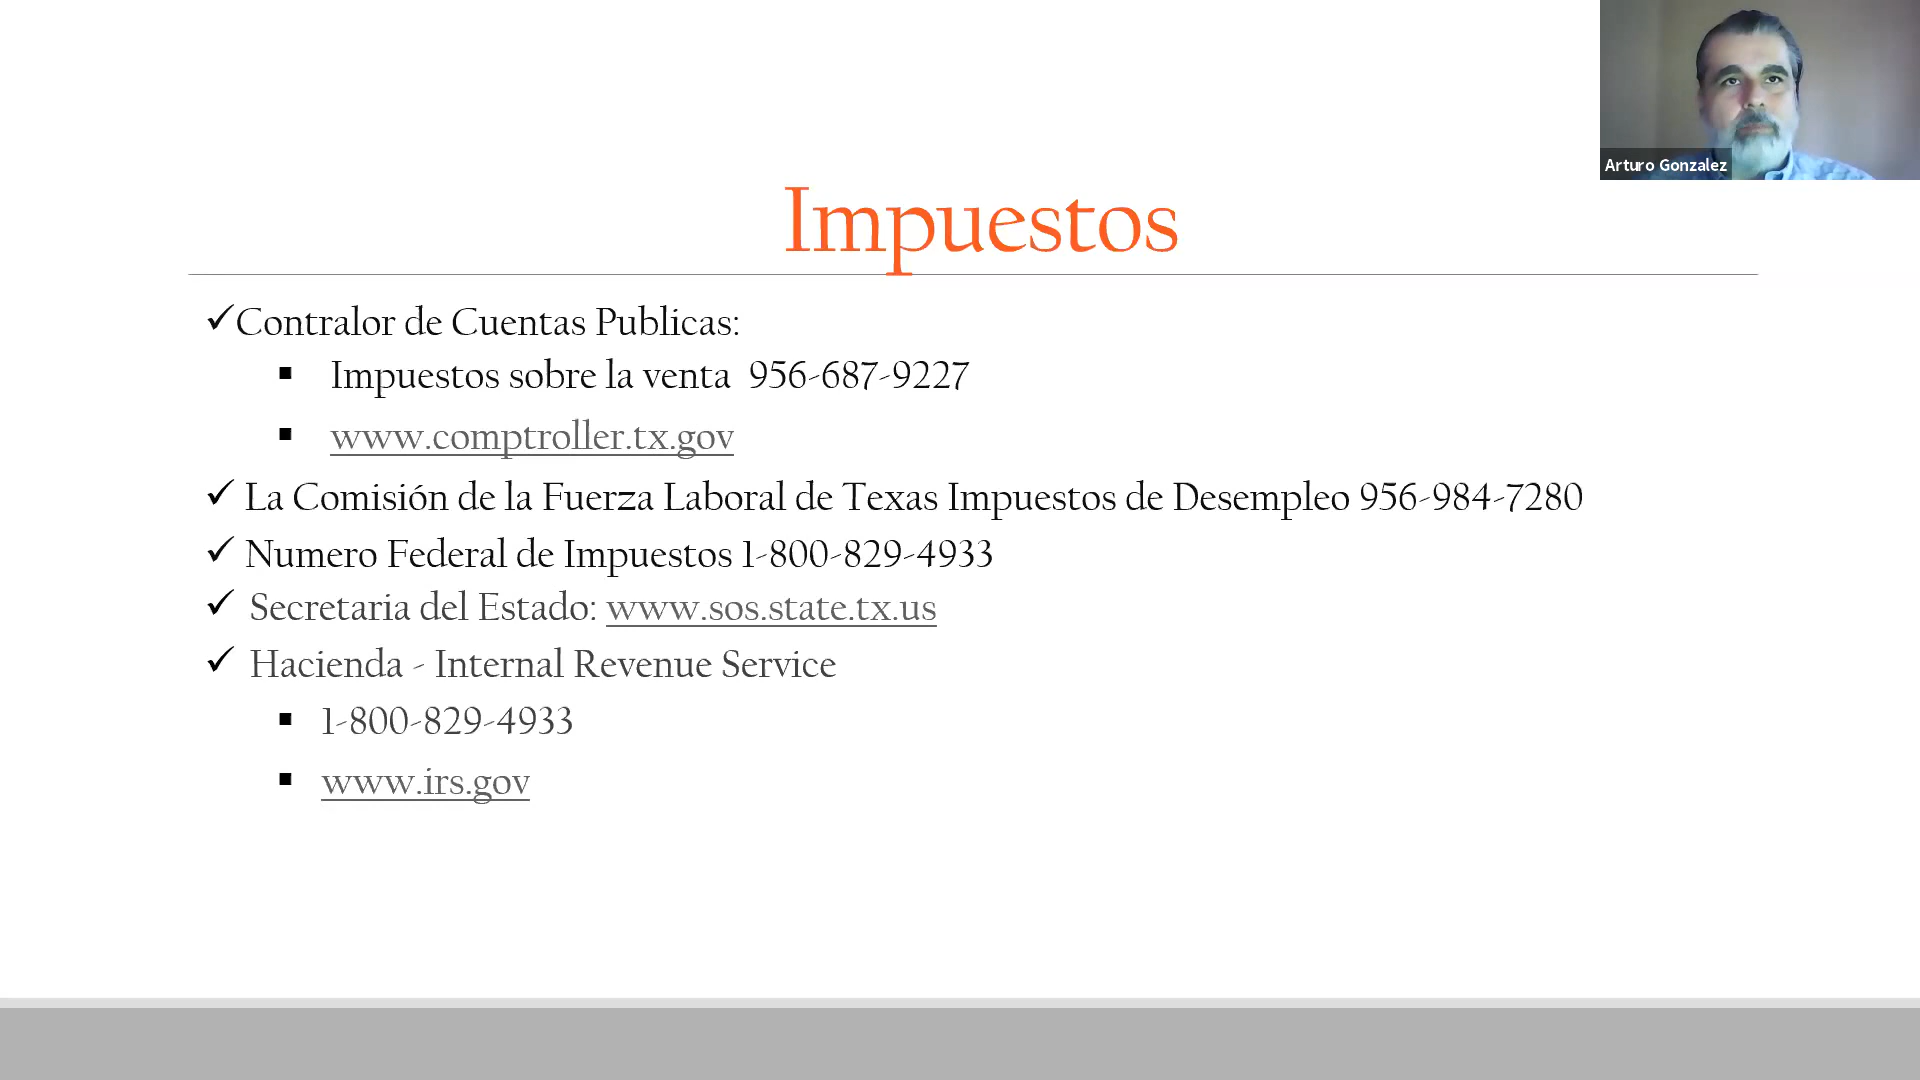 Arturo Gonzalez
Impuestos
✓Contralor de Cuentas Publicas:
▪ Impuestos sobre la venta 956-687-9227
▪ www.comptroller.tx.gov
✓ La Comisión de la Fuerza Laboral de Texas Impuestos de Desempleo 956-984-7280
✓ Numero Federal de Impuestos 1-800-829-4933
✓ Secretaria del Estado: www.sos.state.tx.us
✓ Hacienda - Internal Revenue Service
▪ 1-800-829-4933
▪ www.irs.gov